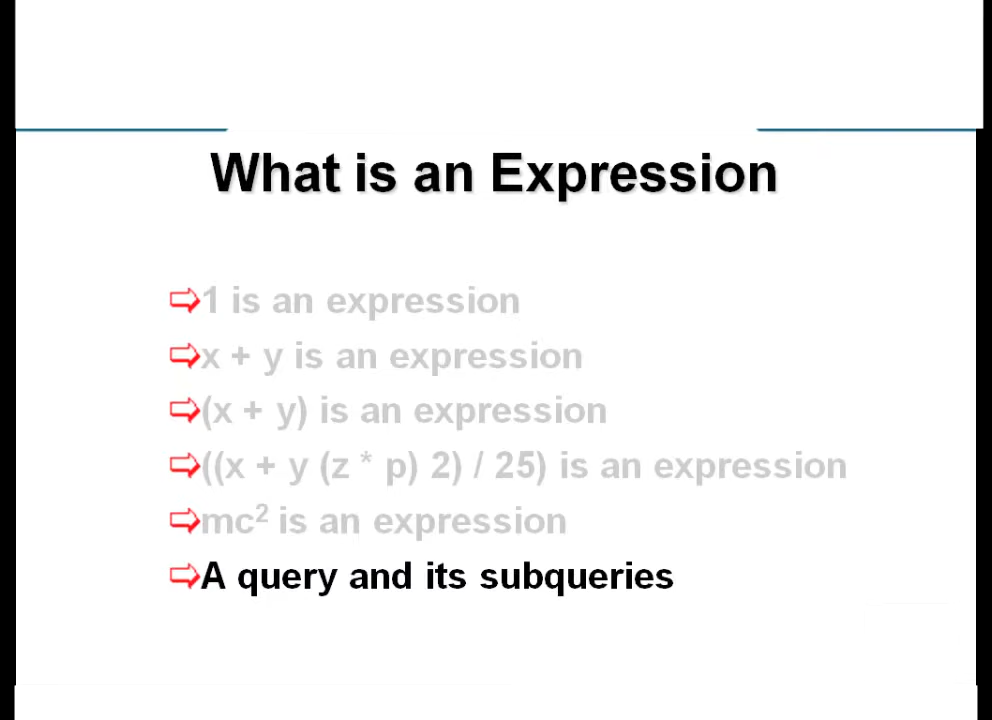 What is an Expression
⇨1 is an expression
⇨x + y is an expression
⇨(x + y) is an expression
⇨((x + y (z * p) 2) / 25) is an expression
⇨mc² is an expression
⇨A query and its subqueries